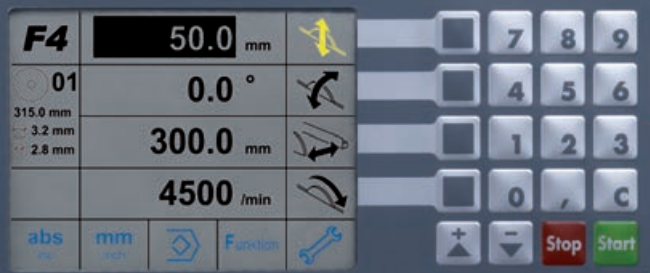 F4 50.0 mm
01 0.0 °
315.0 mm
3.2 mm 300.0 mm
2.8 mm
4500 /min
abs mm Funktion
inch
7 8 9
4 5 6
1 2 3
0 , C
+ − Stop Start